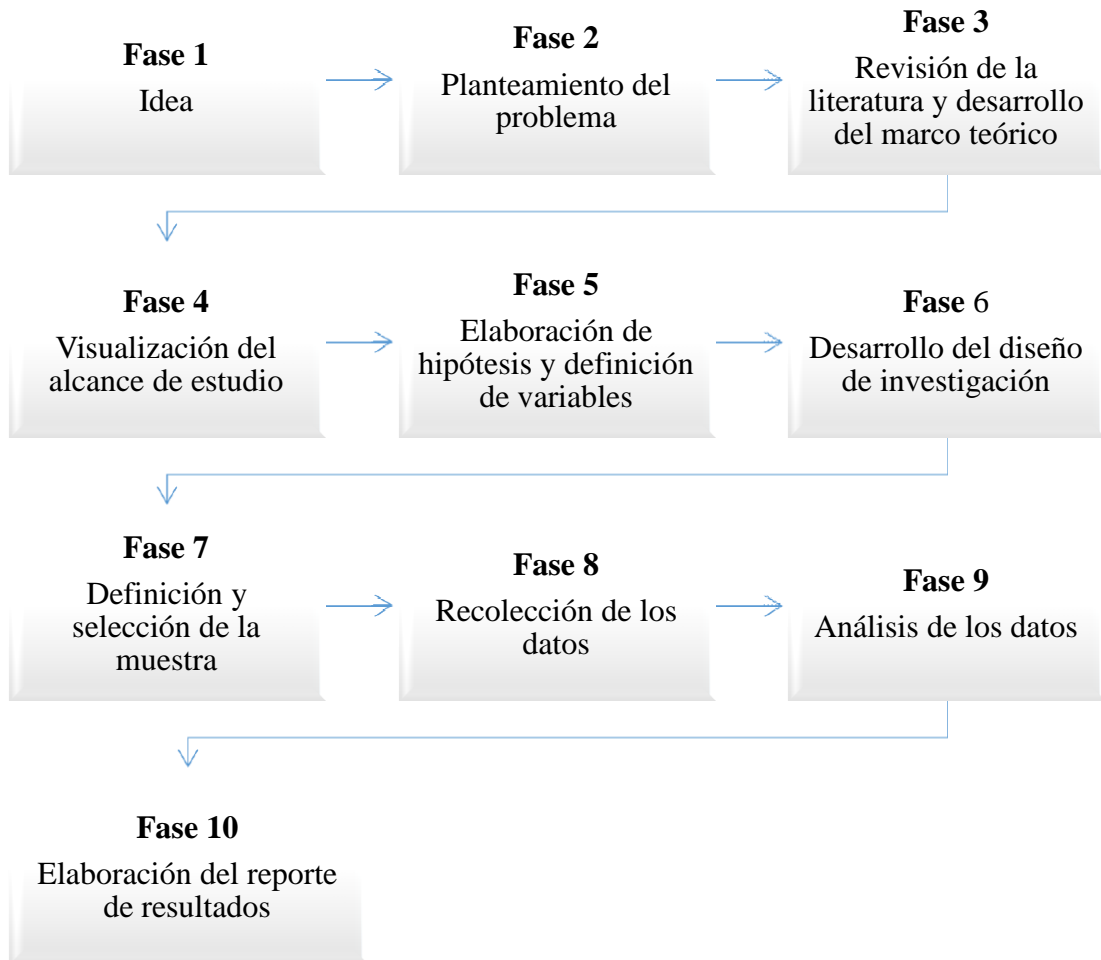 Fase 1
Idea
Fase 2
Planteamiento del
problema
Fase 3
Revisión de la
literatura y desarrollo
del marco teórico
Fase 4
Visualización del
alcance de estudio
Fase 5
Elaboración de
hipótesis y definición
de variables
Fase 6
Desarrollo del diseño
de investigación
Fase 7
Definición y
selección de la
muestra
Fase 8
Recolección de los
datos
Fase 9
Análisis de los datos
Fase 10
Elaboración del reporte
de resultados